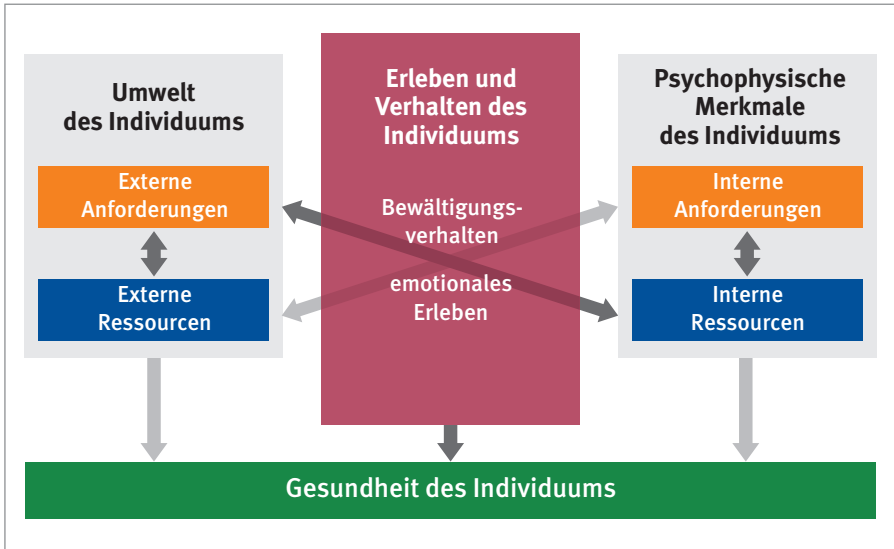 Umwelt
des Individuums
Externe
Anforderungen
Externe
Ressourcen
Erleben und
Verhalten des
Individuums
Bewältigungs-
verhalten
emotionales
Erleben
Psychophysische
Merkmale
des Individuums
Interne
Anforderungen
Interne
Ressourcen
Gesundheit des Individuums